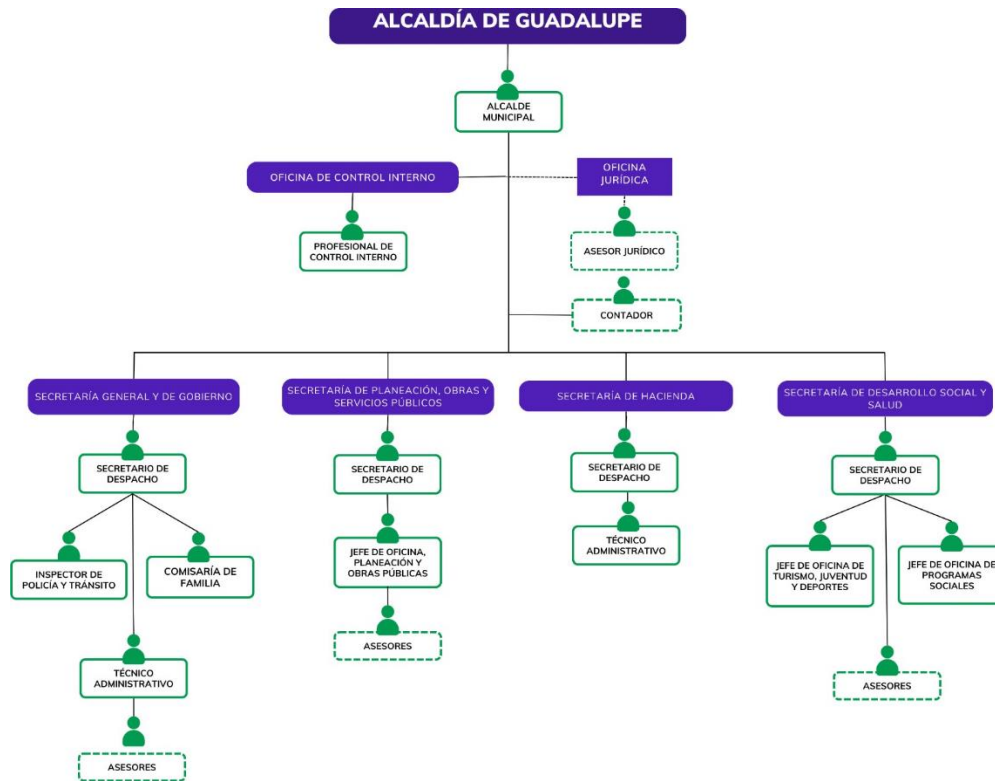 ALCALDÍA DE GUADALUPE
ALCALDE
MUNICIPAL
OFICINA DE CONTROL INTERNO
OFICINA
JURÍDICA
PROFESIONAL DE
CONTROL INTERNO
ASESOR JURÍDICO
CONTADOR
SECRETARÍA GENERAL Y DE GOBIERNO
SECRETARÍA DE PLANEACIÓN, OBRAS Y
SERVICIOS PÚBLICOS
SECRETARÍA DE HACIENDA
SECRETARÍA DE DESARROLLO SOCIAL Y
SALUD
SECRETARIO DE
DESPACHO
SECRETARIO DE
DESPACHO
SECRETARIO DE
DESPACHO
SECRETARIO DE
DESPACHO
INSPECTOR DE
POLICÍA Y TRÁNSITO
COMISARÍA DE
FAMILIA
JEFE DE OFICINA,
PLANEACIÓN Y
OBRAS PÚBLICAS
TÉCNICO
ADMINISTRATIVO
JEFE DE OFICINA DE
TURISMO, JUVENTUD
Y DEPORTES
JEFE DE OFICINA DE
PROGRAMAS
SOCIALES
ASESORES
TÉCNICO
ADMINISTRATIVO
ASESORES
ASESORES